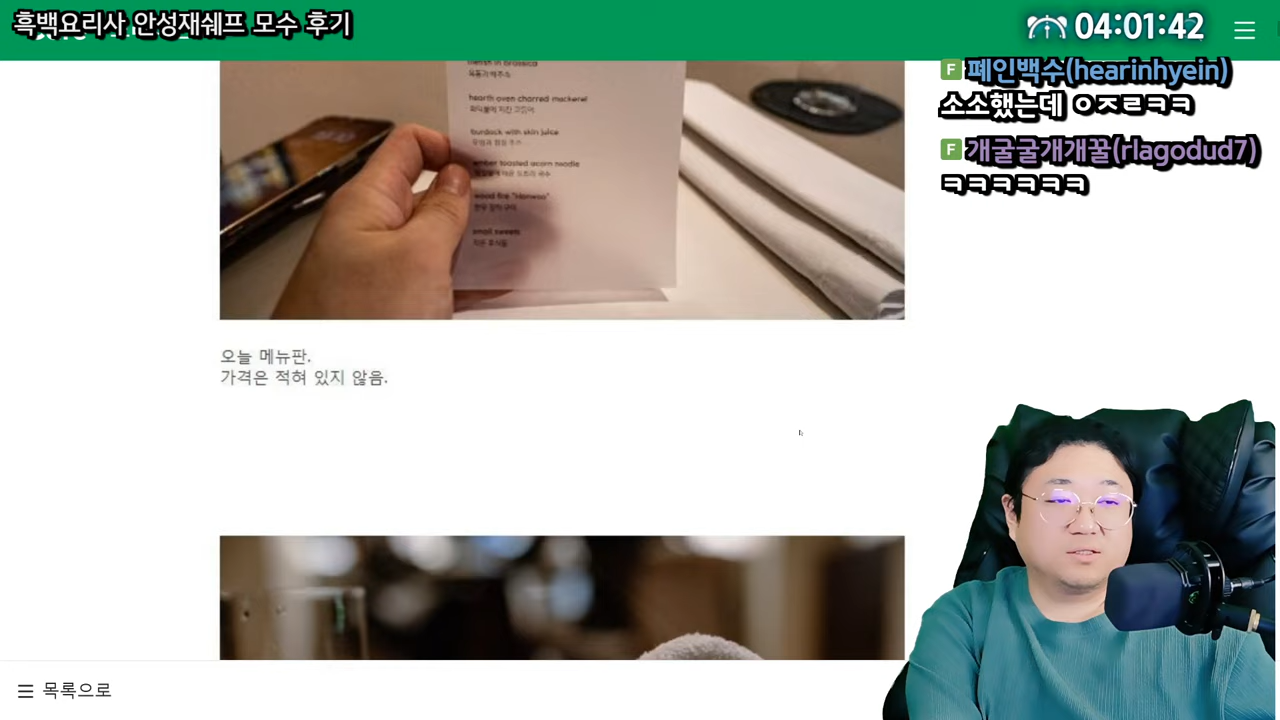 흑백요리사 안성재쉐프 모수 후기
04:01:42
F 폐인백수(hearinhyein)
소소했는데 ㅇㅈㄹㅋㅋ
F 개굴굴개개꿀(rlagodud7)
ㅋㅋㅋㅋㅋㅋ
hearth oven charred mackerel
burdock with skin juice
ember toasted acorn noodle
wood fire "Hanwoo"
small sweets
오늘 메뉴판.
가격은 적혀 있지 않음.
목록으로